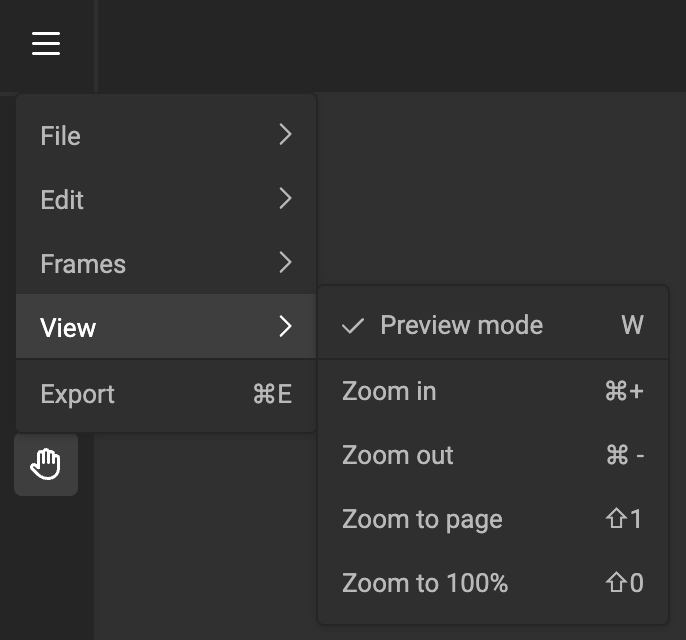 File
Edit
Frames
View
Export ⌘E
Preview mode W
Zoom in ⌘+
Zoom out ⌘ -
Zoom to page ⇧1
Zoom to 100% ⇧0